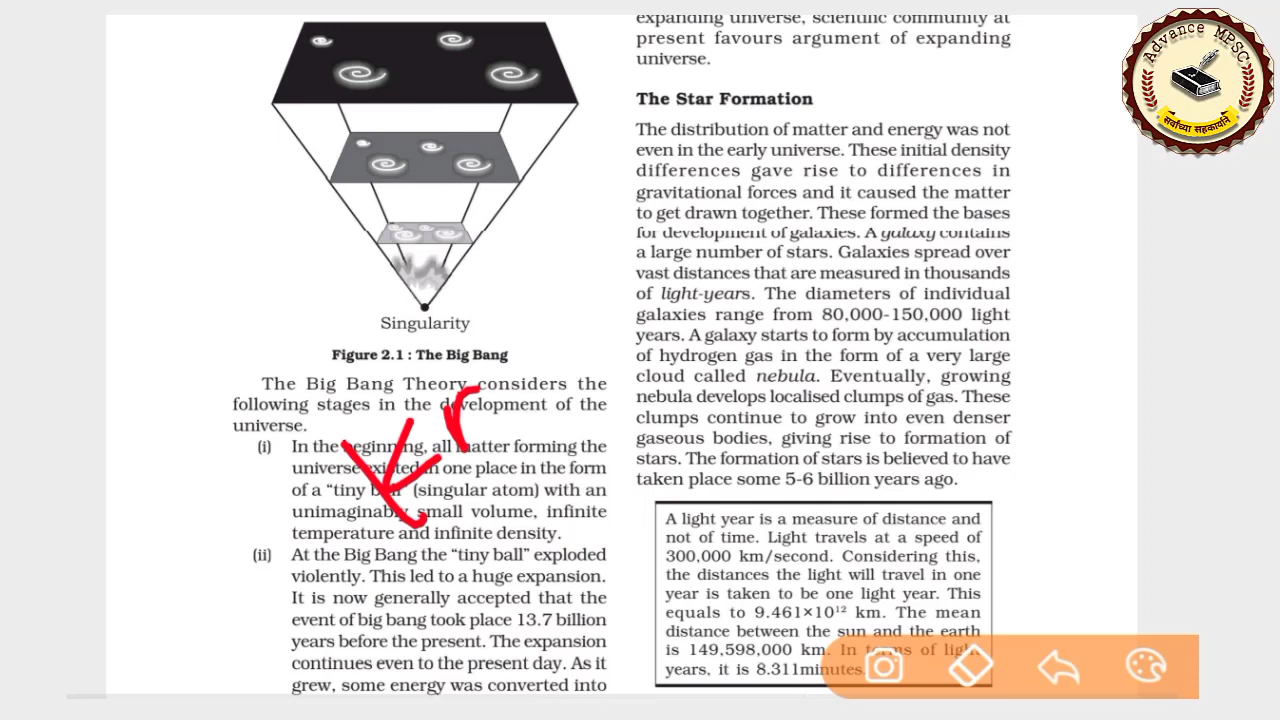 Singularity
Figure 2.1 : The Big Bang
The Big Bang Theory considers the
following stages in the development of the
universe.
(i) In the beginning, all matter forming the
universe existed in one place in the form
of a “tiny ball” (singular atom) with an
unimaginably small volume, infinite
temperature and infinite density.
(ii) At the Big Bang the “tiny ball” exploded
violently. This led to a huge expansion.
It is now generally accepted that the
event of big bang took place 13.7 billion
years before the present. The expansion
continues even to the present day. As it
grew, some energy was converted into
expanding universe, scientific community at
present favours argument of expanding
universe.
The Star Formation
The distribution of matter and energy was not
even in the early universe. These initial density
differences gave rise to differences in
gravitational forces and it caused the matter
to get drawn together. These formed the bases
for development of galaxies. A galaxy contains
a large number of stars. Galaxies spread over
vast distances that are measured in thousands
of light-years. The diameters of individual
galaxies range from 80,000-150,000 light
years. A galaxy starts to form by accumulation
of hydrogen gas in the form of a very large
cloud called nebula. Eventually, growing
nebula develops localised clumps of gas. These
clumps continue to grow into even denser
gaseous bodies, giving rise to formation of
stars. The formation of stars is believed to have
taken place some 5-6 billion years ago.
A light year is a measure of distance and
not of time. Light travels at a speed of
300,000 km/second. Considering this,
the distances the light will travel in one
year is taken to be one light year. This
equals to 9.461×10¹² km. The mean
distance between the sun and the earth
is 149,598,000 km. In terms of light
years, it is 8.311minutes.
Advance MPSC
सर्वांच्या सहकार्याने